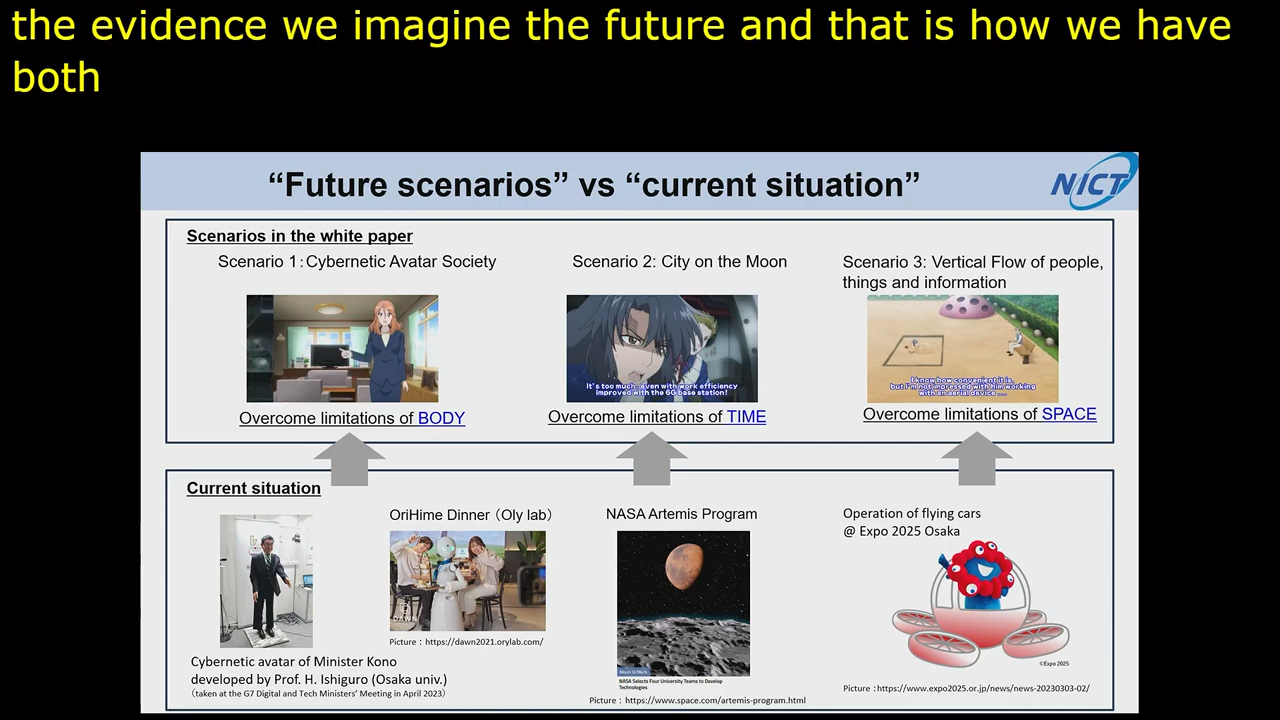 the evidence we imagine the future and that is how we have
both
“Future scenarios” vs “current situation”
NICT
Scenarios in the white paper
Scenario 1:Cybernetic Avatar Society
Overcome limitations of BODY
Scenario 2: City on the Moon
It's too much, even with work efficiency
improved with the 6G base station!
Overcome limitations of TIME
Scenario 3: Vertical Flow of people,
things and information
I know how convenient it is,
but I'm not impressed with him working
with an aerial device ...
Overcome limitations of SPACE
Current situation
Cybernetic avatar of Minister Kono
developed by Prof. H. Ishiguro (Osaka univ.)
（taken at the G7 Digital and Tech Ministers’ Meeting in April 2023）
OriHime Dinner（Oly lab）
DAWN
Picture：https://dawn2021.orylab.com/
NASA Artemis Program
Moon to Mars
NASA Selects Four University Teams to Develop
Technologies
Picture：https://www.space.com/artemis-program.html
Operation of flying cars
@ Expo 2025 Osaka
©Expo 2025
Picture：https://www.expo2025.or.jp/news/news-20230303-02/